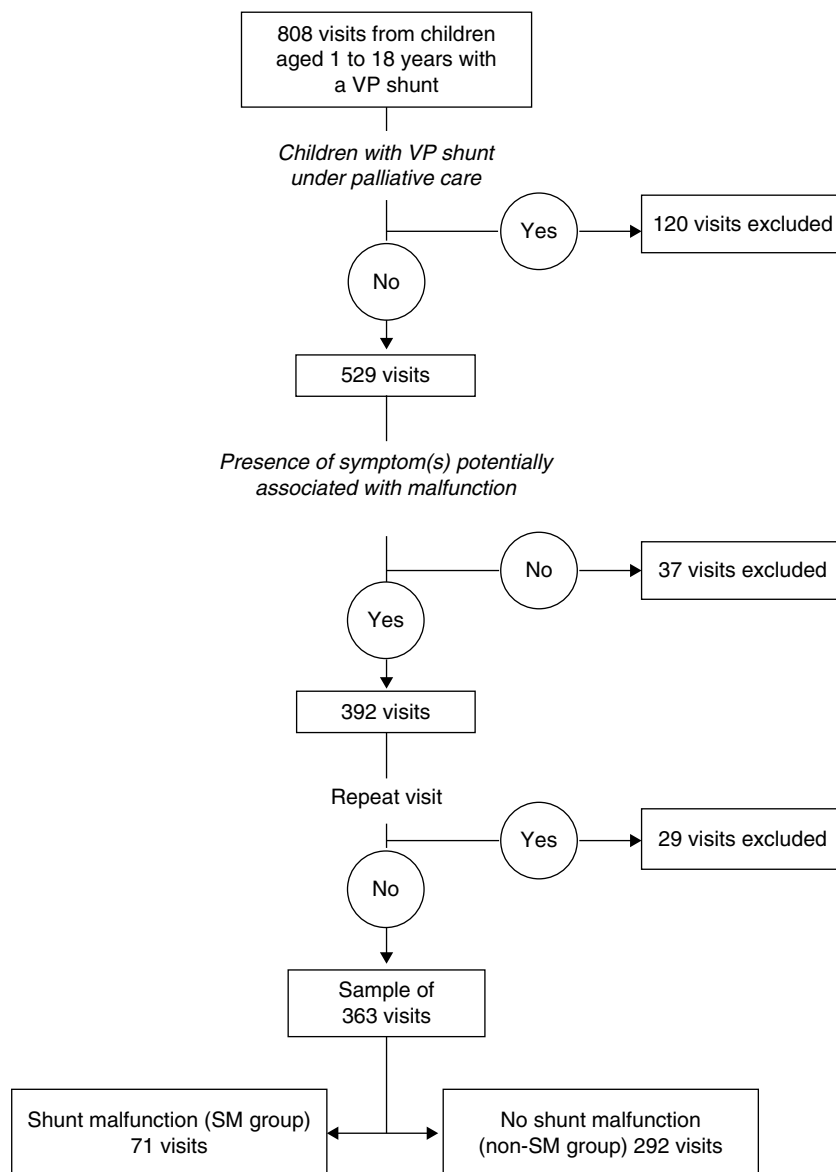 808 visits from children
aged 1 to 18 years with
a VP shunt
Children with VP shunt
under palliative care
Yes
120 visits excluded
No
529 visits
Presence of symptom(s) potentially
associated with malfunction
No
37 visits excluded
Yes
392 visits
Repeat visit
Yes
29 visits excluded
No
Sample of
363 visits
Shunt malfunction (SM group)
71 visits
No shunt malfunction
(non-SM group) 292 visits